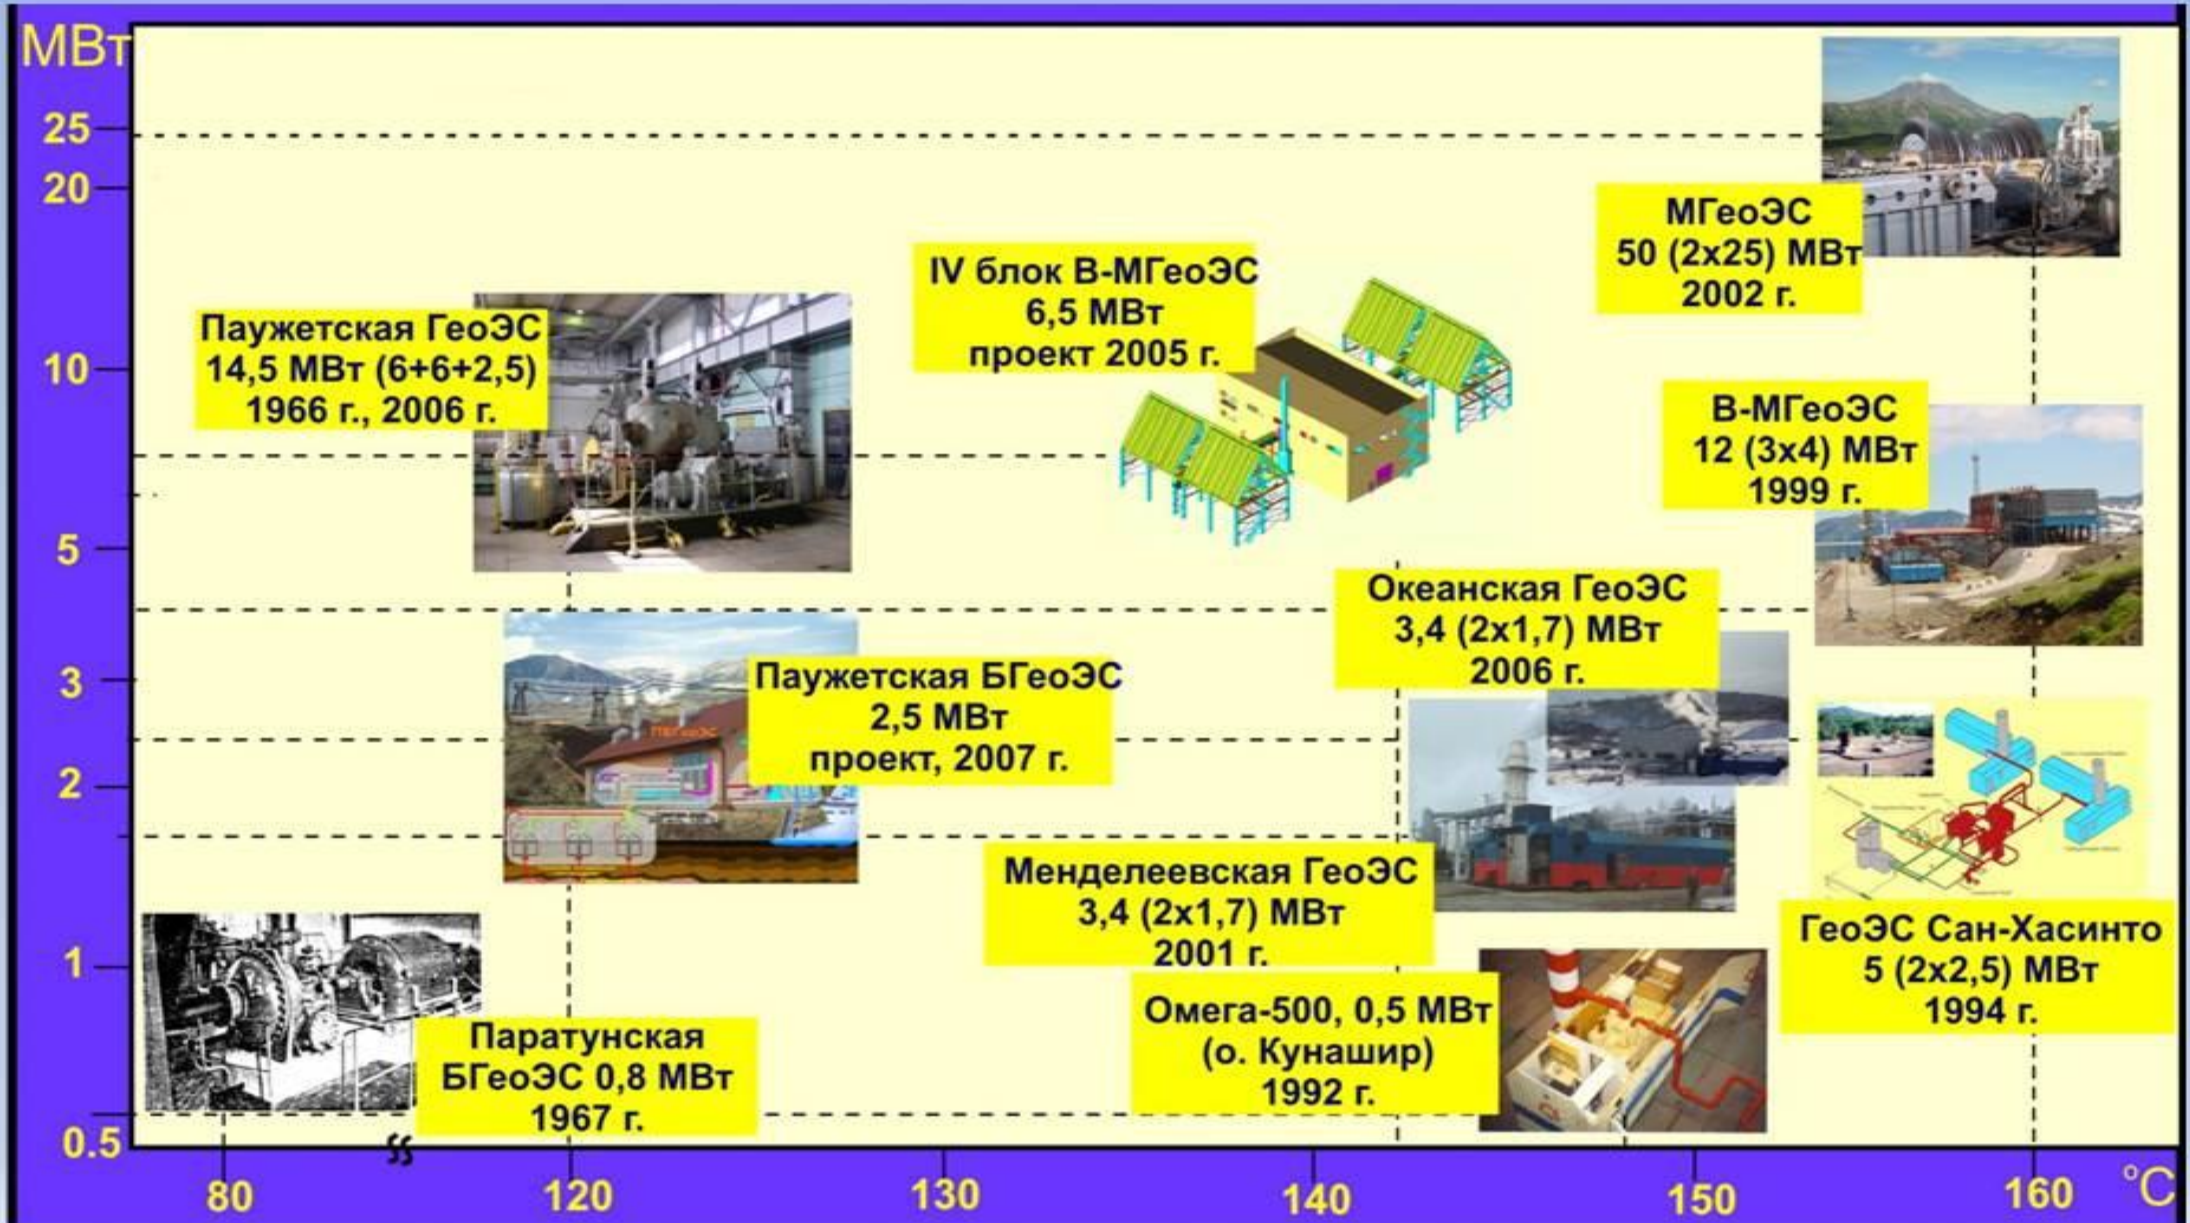 МВт
25
20
10
5
3
2
1
0.5
МГеоЭС
50 (2х25) МВт
2002 г.
IV блок В-МГеоЭС
6,5 МВт
проект 2005 г.
Паужетская ГеоЭС
14,5 МВт (6+6+2,5)
1966 г., 2006 г.
В-МГеоЭС
12 (3х4) МВт
1999 г.
Океанская ГеоЭС
3,4 (2х1,7) МВт
2006 г.
Паужетская БГеоЭС
2,5 МВт
проект, 2007 г.
Менделеевская ГеоЭС
3,4 (2х1,7) МВт
2001 г.
ГеоЭС Сан-Хасинто
5 (2х2,5) МВт
1994 г.
Омега-500, 0,5 МВт
(о. Кунашир)
1992 г.
Паратунская
БГеоЭС 0,8 МВт
1967 г.
80
120
130
140
150
160
°C